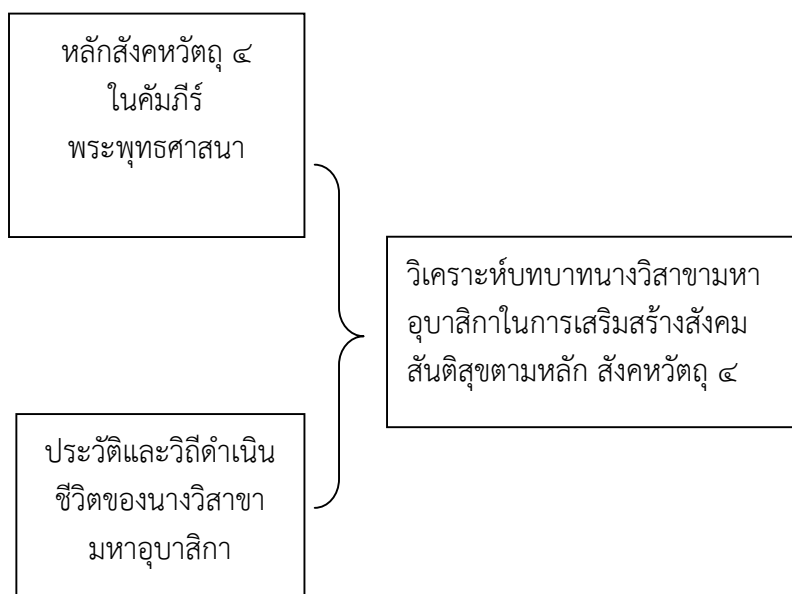 หลักสังคหวัตถุ ๔
ในคัมภีร์
พระพุทธศาสนา
วิเคราะห์บทบาทนางวิสาขามหา
อุบาสิกาในการเสริมสร้างสังคม
สันติสุขตามหลัก สังคหวัตถุ ๔
ประวัติและวิถีดำเนิน
ชีวิตของนางวิสาขา
มหาอุบาสิกา